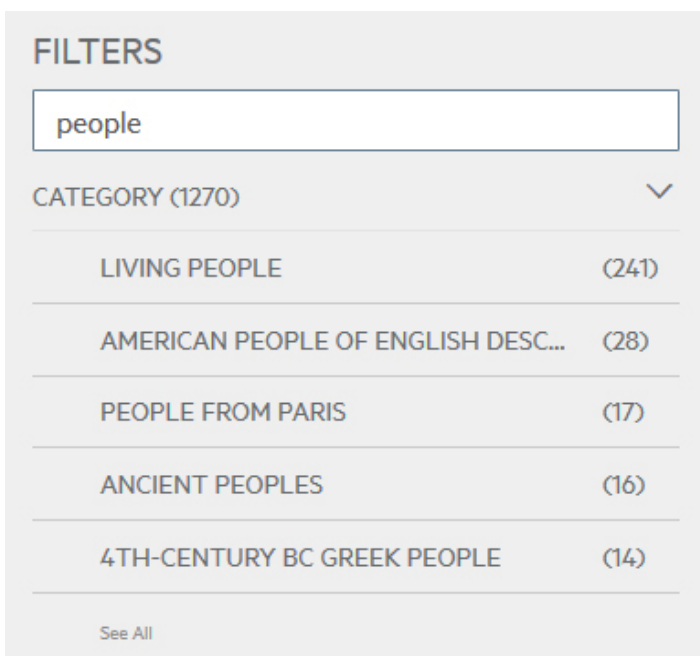 FILTERS
people
CATEGORY (1270)
LIVING PEOPLE (241)
AMERICAN PEOPLE OF ENGLISH DESC... (28)
PEOPLE FROM PARIS (17)
ANCIENT PEOPLES (16)
4TH-CENTURY BC GREEK PEOPLE (14)
See All